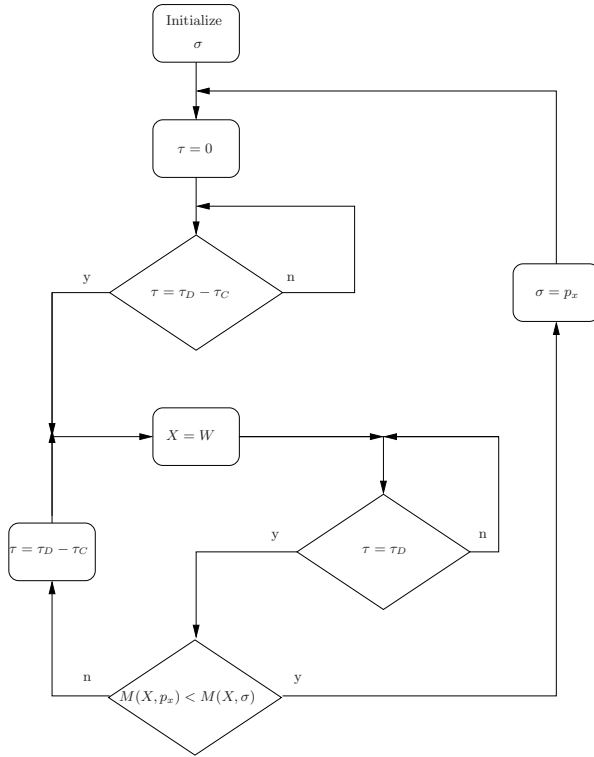 Initialize
σ
τ = 0
y
τ = τ_D − τ_C
n
σ = p_x
X = W
τ = τ_D − τ_C
y
τ = τ_D
n
n
M(X, p_x) < M(X, σ)
y